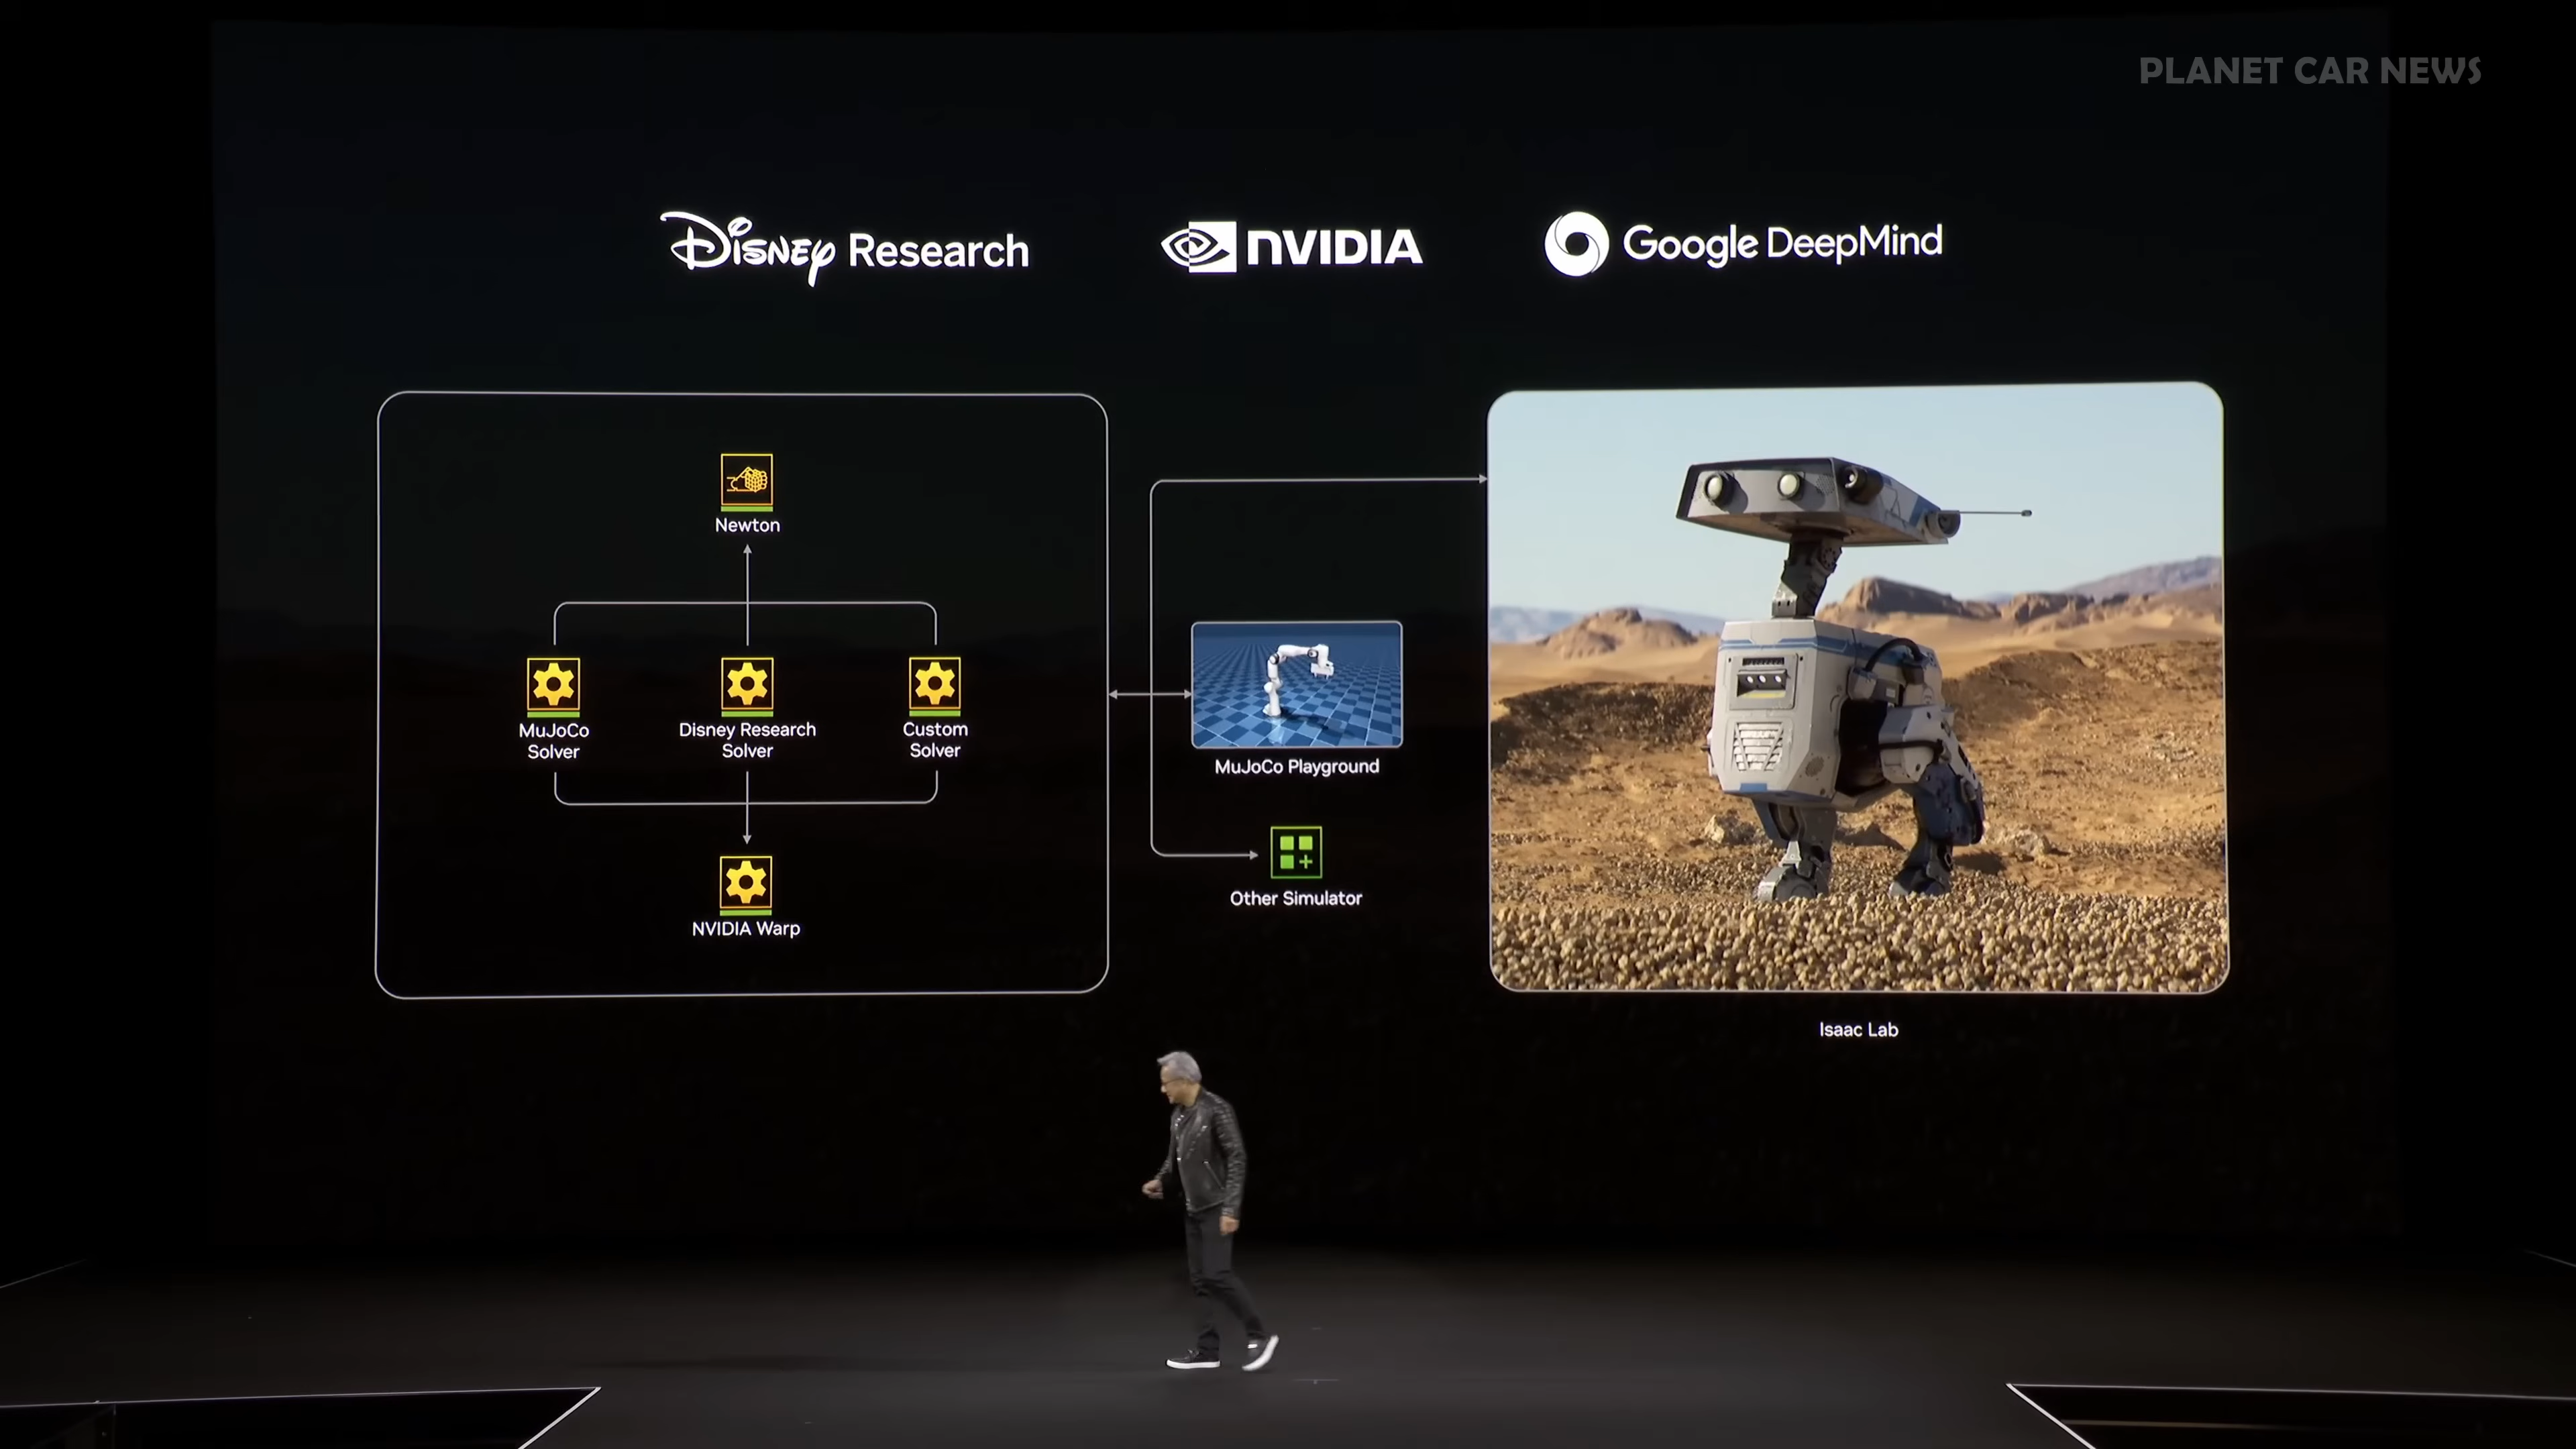 PLANET CAR NEWS
Disney Research
NVIDIA
Google DeepMind
Newton
MuJoCo
Solver
Disney Research
Solver
Custom
Solver
NVIDIA Warp
MuJoCo Playground
Other Simulator
Isaac Lab